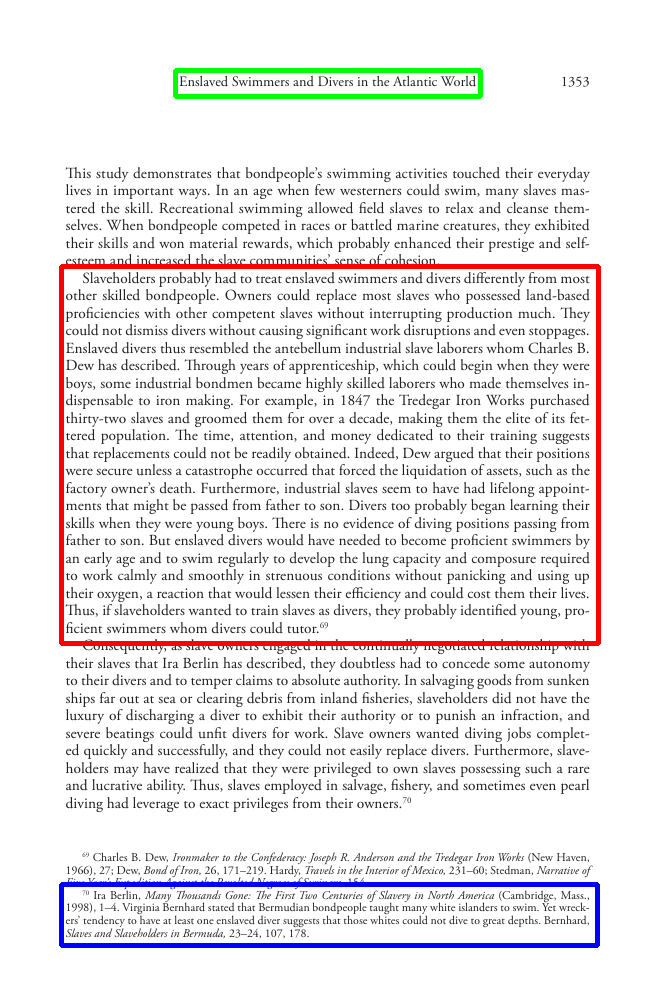 Enslaved Swimmers and Divers in the Atlantic World 1353
This study demonstrates that bondpeople's swimming activities touched their everyday
lives in important ways. In an age when few westerners could swim, many slaves mas-
tered the skill. Recreational swimming allowed field slaves to relax and cleanse them-
selves. When bondpeople competed in races or battled marine creatures, they exhibited
their skills and won material rewards, which probably enhanced their prestige and self-
esteem and increased the slave communities' sense of cohesion.
Slaveholders probably had to treat enslaved swimmers and divers differently from most
other skilled bondpeople. Owners could replace most slaves who possessed land-based
proficiencies with other competent slaves without interrupting production much. They
could not dismiss divers without causing significant work disruptions and even stoppages.
Enslaved divers thus resembled the antebellum industrial slave laborers whom Charles B.
Dew has described. Through years of apprenticeship, which could begin when they were
boys, some industrial bondmen became highly skilled laborers who made themselves in-
dispensable to iron making. For example, in 1847 the Tredegar Iron Works purchased
thirty-two slaves and groomed them for over a decade, making them the elite of its fet-
tered population. The time, attention, and money dedicated to their training suggests
that replacements could not be readily obtained. Indeed, Dew argued that their positions
were secure unless a catastrophe occurred that forced the liquidation of assets, such as the
factory owner's death. Furthermore, industrial slaves seem to have had lifelong appoint-
ments that might be passed from father to son. Divers too probably began learning their
skills when they were young boys. There is no evidence of diving positions passing from
father to son. But enslaved divers would have needed to become proficient swimmers by
an early age and to swim regularly to develop the lung capacity and composure required
to work calmly and smoothly in strenuous conditions without panicking and using up
their oxygen, a reaction that would lessen their efficiency and could cost them their lives.
Thus, if slaveholders wanted to train slaves as divers, they probably identified young, pro-
ficient swimmers whom divers could tutor.69
Consequently, as slave owners engaged in the continually negotiated relationship with
their slaves that Ira Berlin has described, they doubtless had to concede some autonomy
to their divers and to temper claims to absolute authority. In salvaging goods from sunken
ships far out at sea or clearing debris from inland fisheries, slaveholders did not have the
luxury of discharging a diver to exhibit their authority or to punish an infraction, and
severe beatings could unfit divers for work. Slave owners wanted diving jobs complet-
ed quickly and successfully, and they could not easily replace divers. Furthermore, slave-
holders may have realized that they were privileged to own slaves possessing such a rare
and lucrative ability. Thus, slaves employed in salvage, fishery, and sometimes even pearl
diving had leverage to exact privileges from their owners.70
69 Charles B. Dew, Ironmaker to the Confederacy: Joseph R. Anderson and the Tredegar Iron Works (New Haven,
1966), 27; Dew, Bond of Iron, 26, 171–219. Hardy, Travels in the Interior of Mexico, 231–60; Stedman, Narrative of
Five Year's Expedition Against the Revolted Negroes of Surinam, 154.
70 Ira Berlin, Many Thousands Gone: The First Two Centuries of Slavery in North America (Cambridge, Mass.,
1998), 1–4. Virginia Bernhard stated that Bermudian bondpeople taught many white islanders to swim. Yet wreck-
ers' tendency to have at least one enslaved diver suggests that those whites could not dive to great depths. Bernhard,
Slaves and Slaveholders in Bermuda, 23–24, 107, 178.